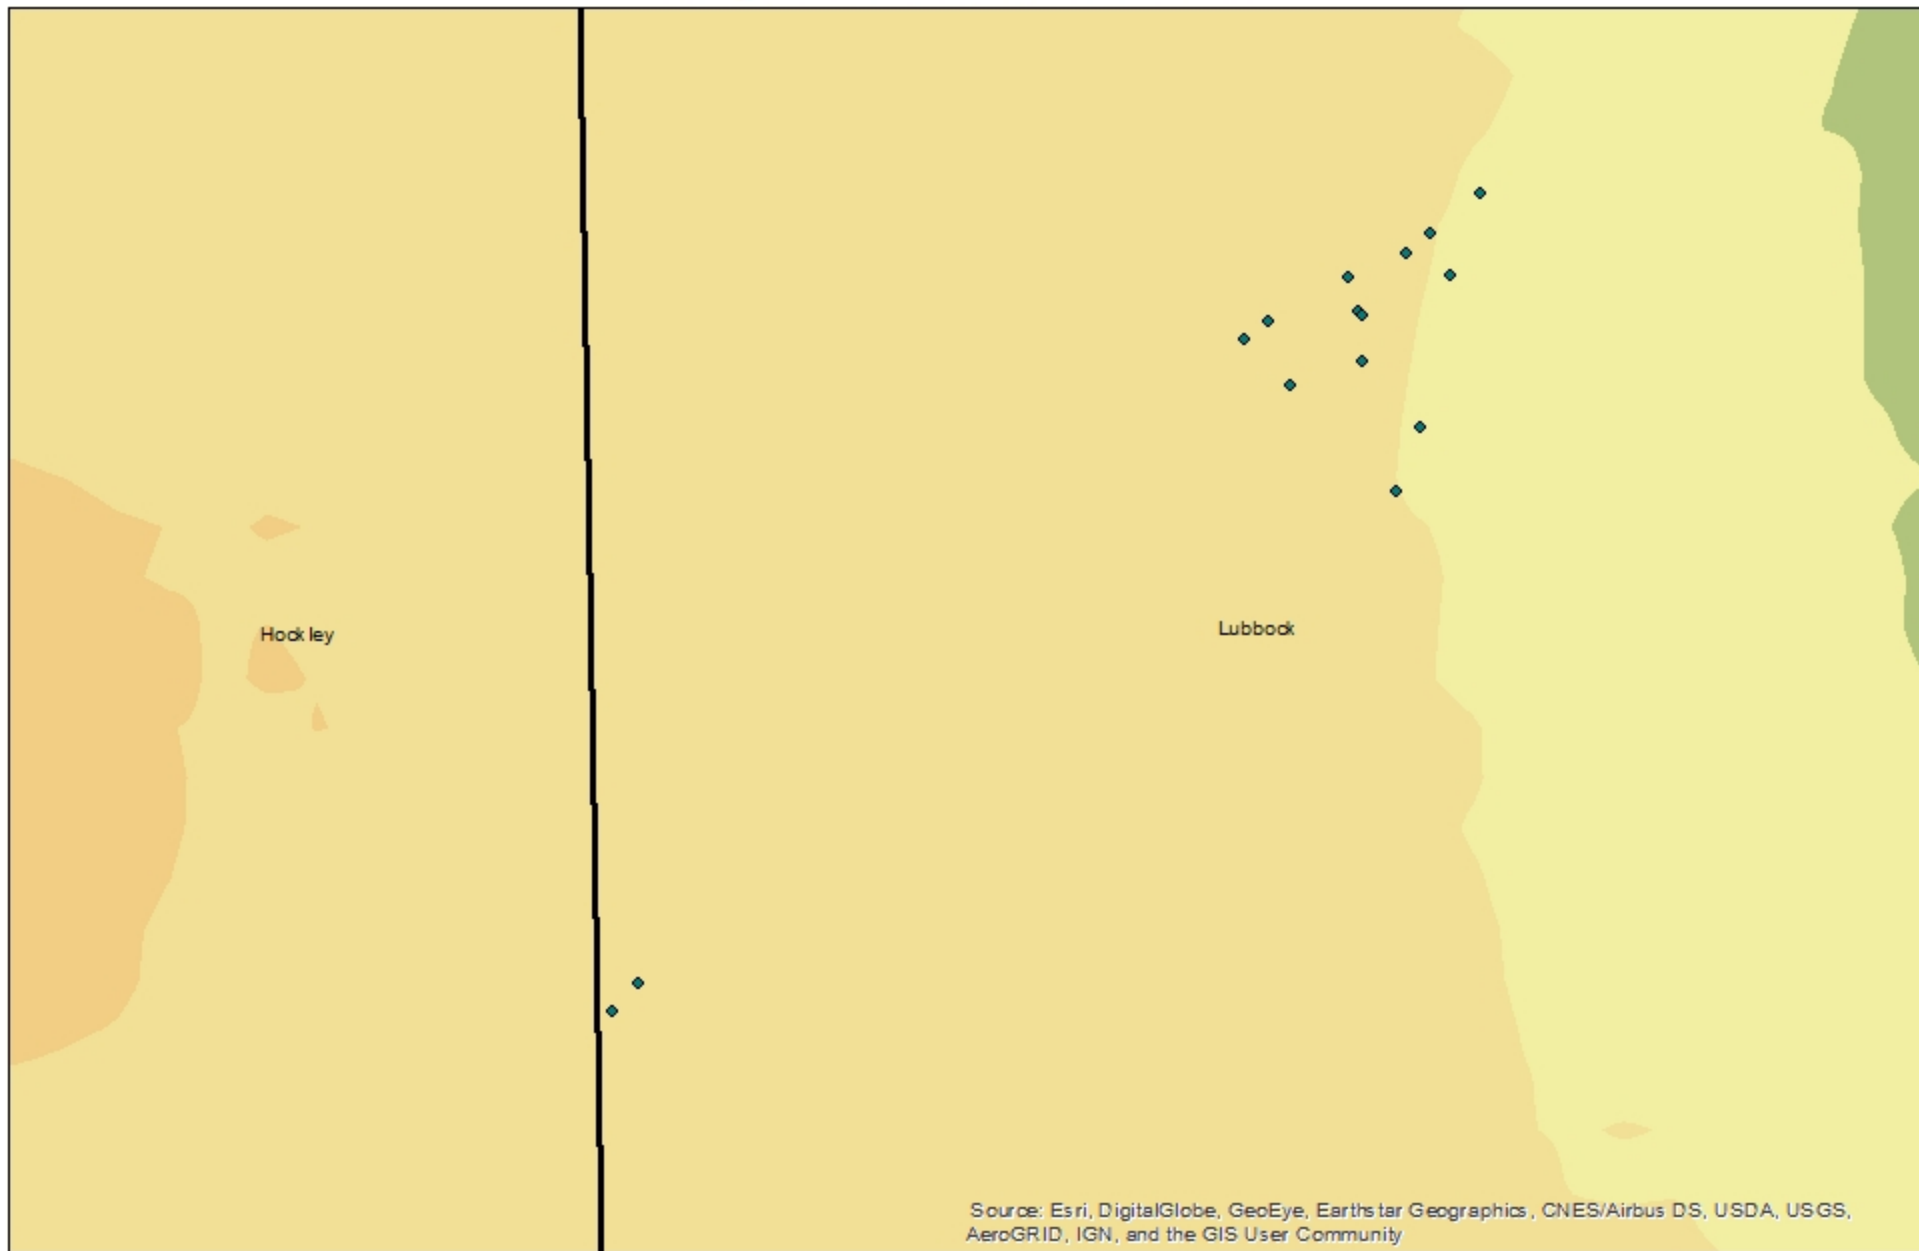 Hockley
Lubbock
Source: Esri, DigitalGlobe, GeoEye, Earthstar Geographics, CNES/Airbus DS, USDA, USGS,
AeroGRID, IGN, and the GIS User Community